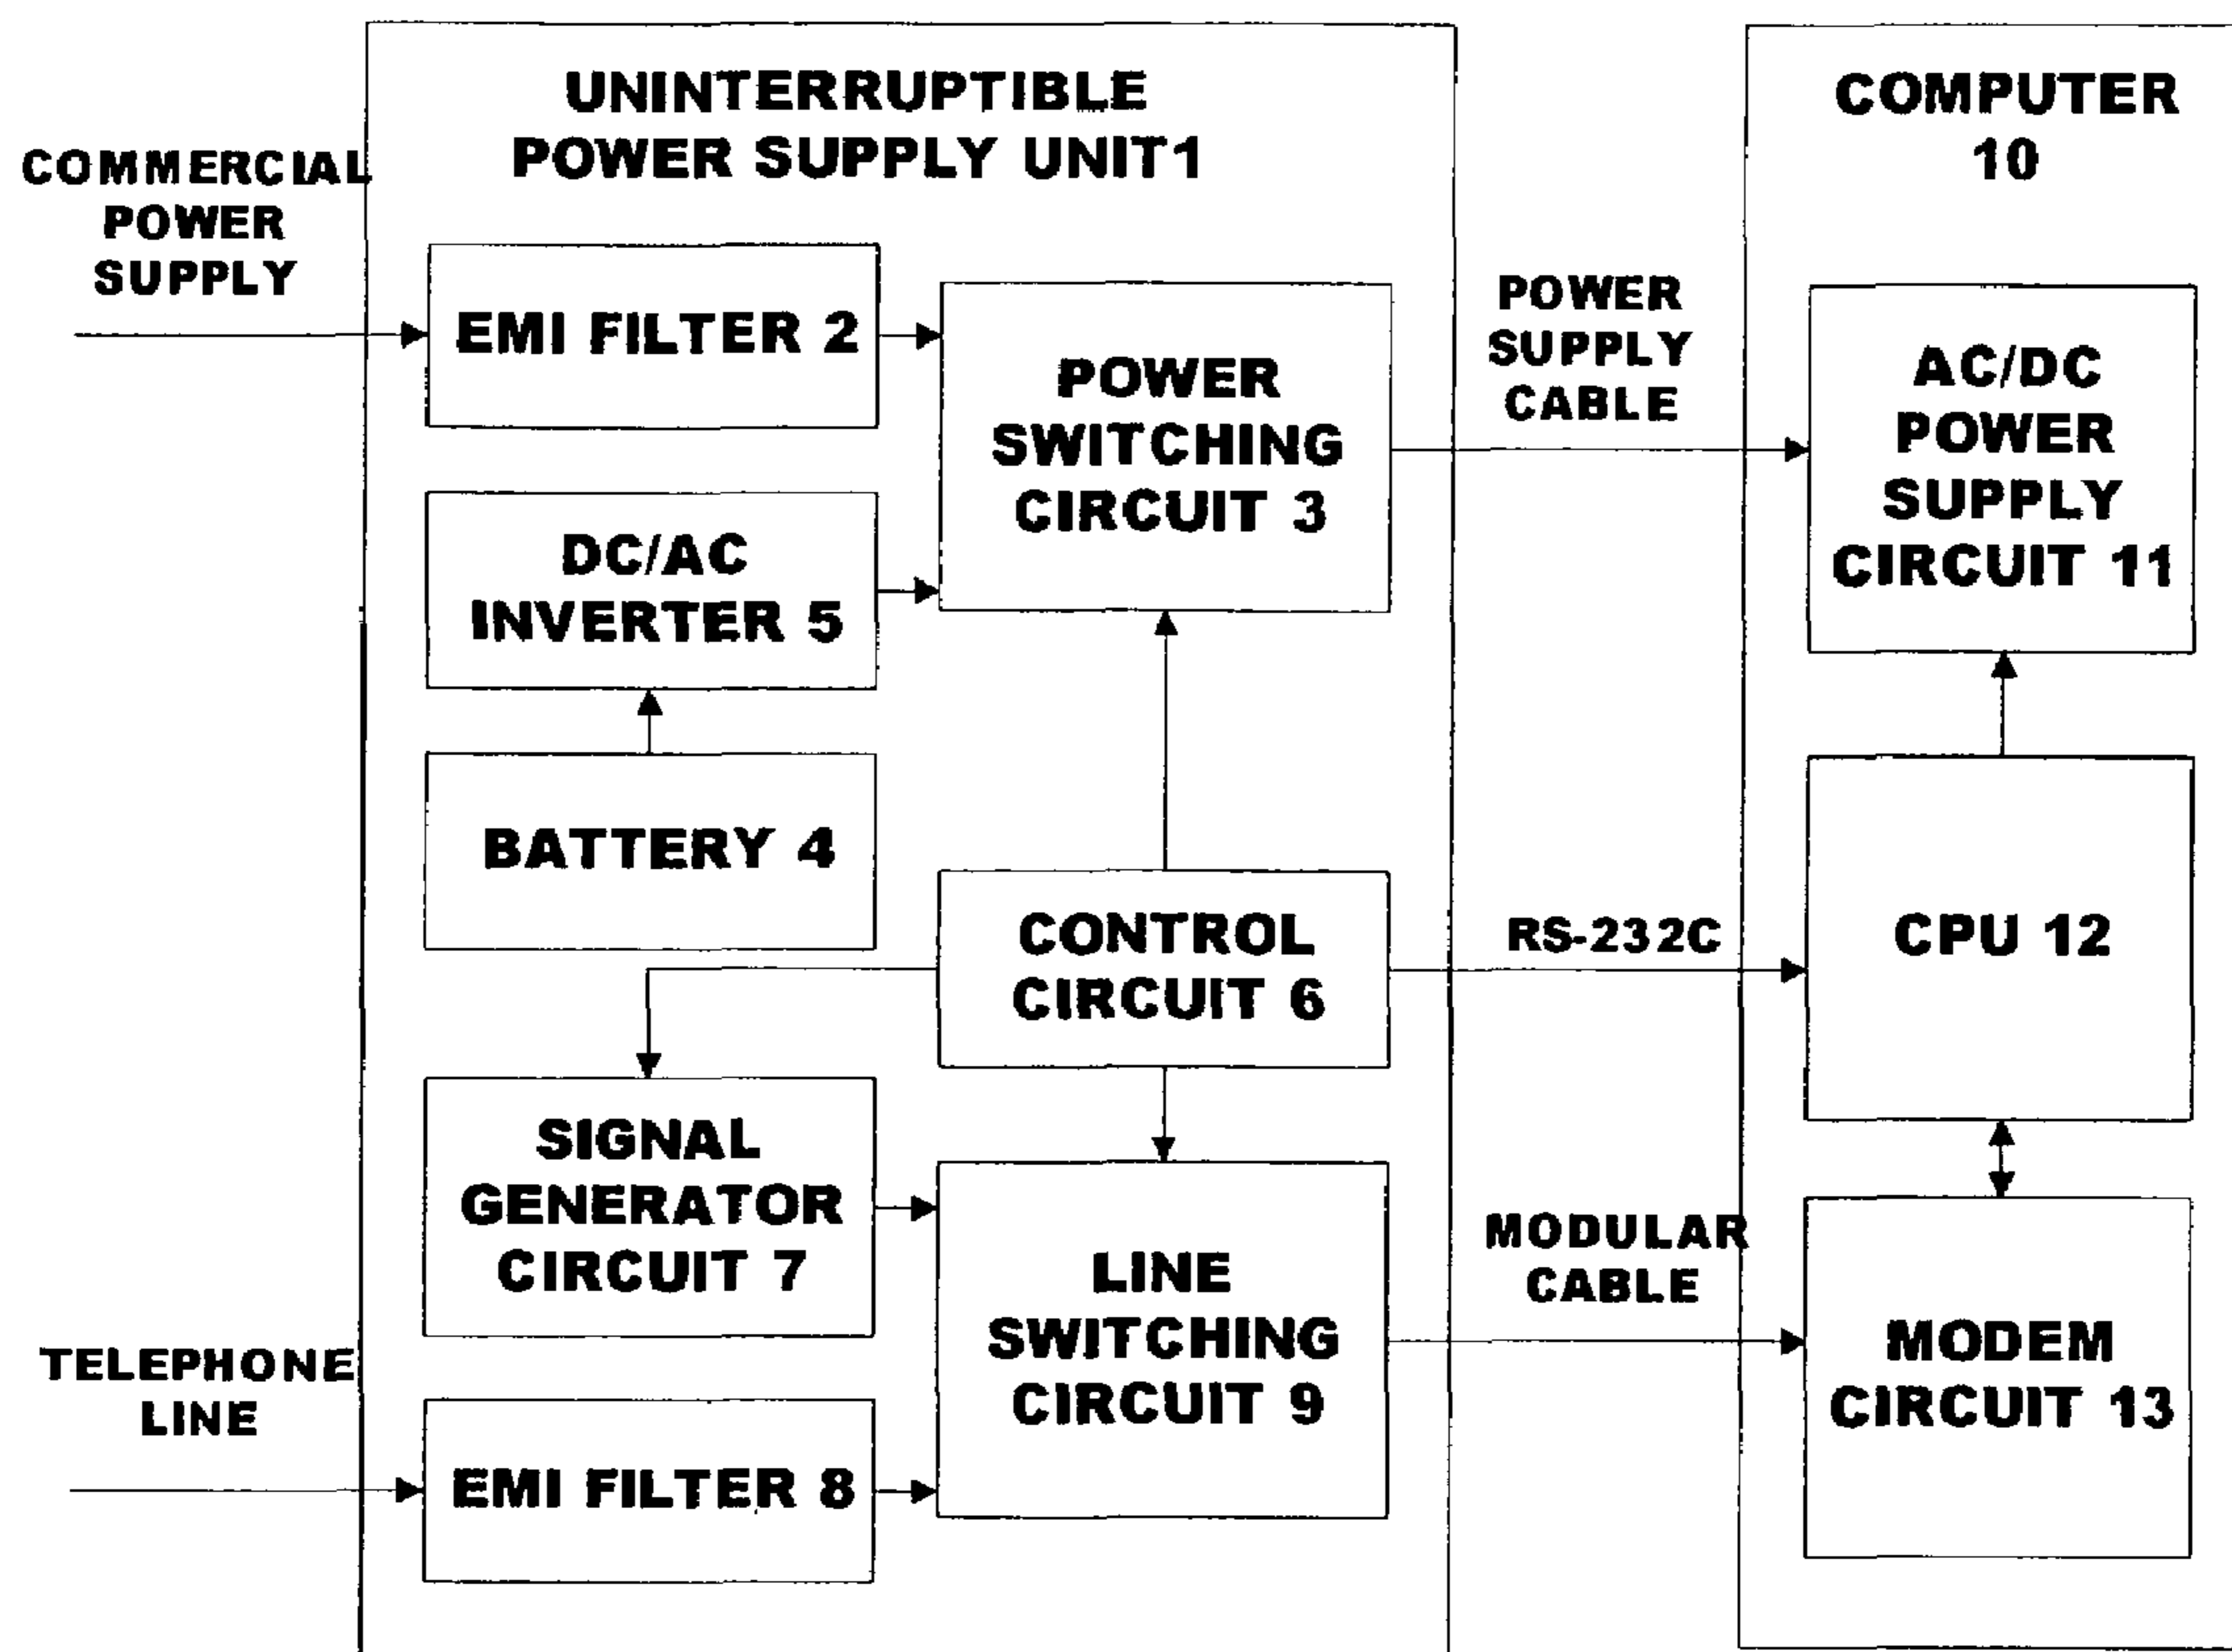 UNINTERRUPTIBLE
POWER SUPPLY UNIT1
COMPUTER
10
COMMERCIAL
POWER
SUPPLY
EMI FILTER 2
POWER
SWITCHING
CIRCUIT 3
POWER
SUPPLY
CABLE
AC/DC
POWER
SUPPLY
CIRCUIT 11
DC/AC
INVERTER 5
BATTERY 4
CONTROL
CIRCUIT 6
RS-232C
CPU 12
SIGNAL
GENERATOR
CIRCUIT 7
LINE
SWITCHING
CIRCUIT 9
MODULAR
CABLE
MODEM
CIRCUIT 13
TELEPHONE
LINE
EMI FILTER 8